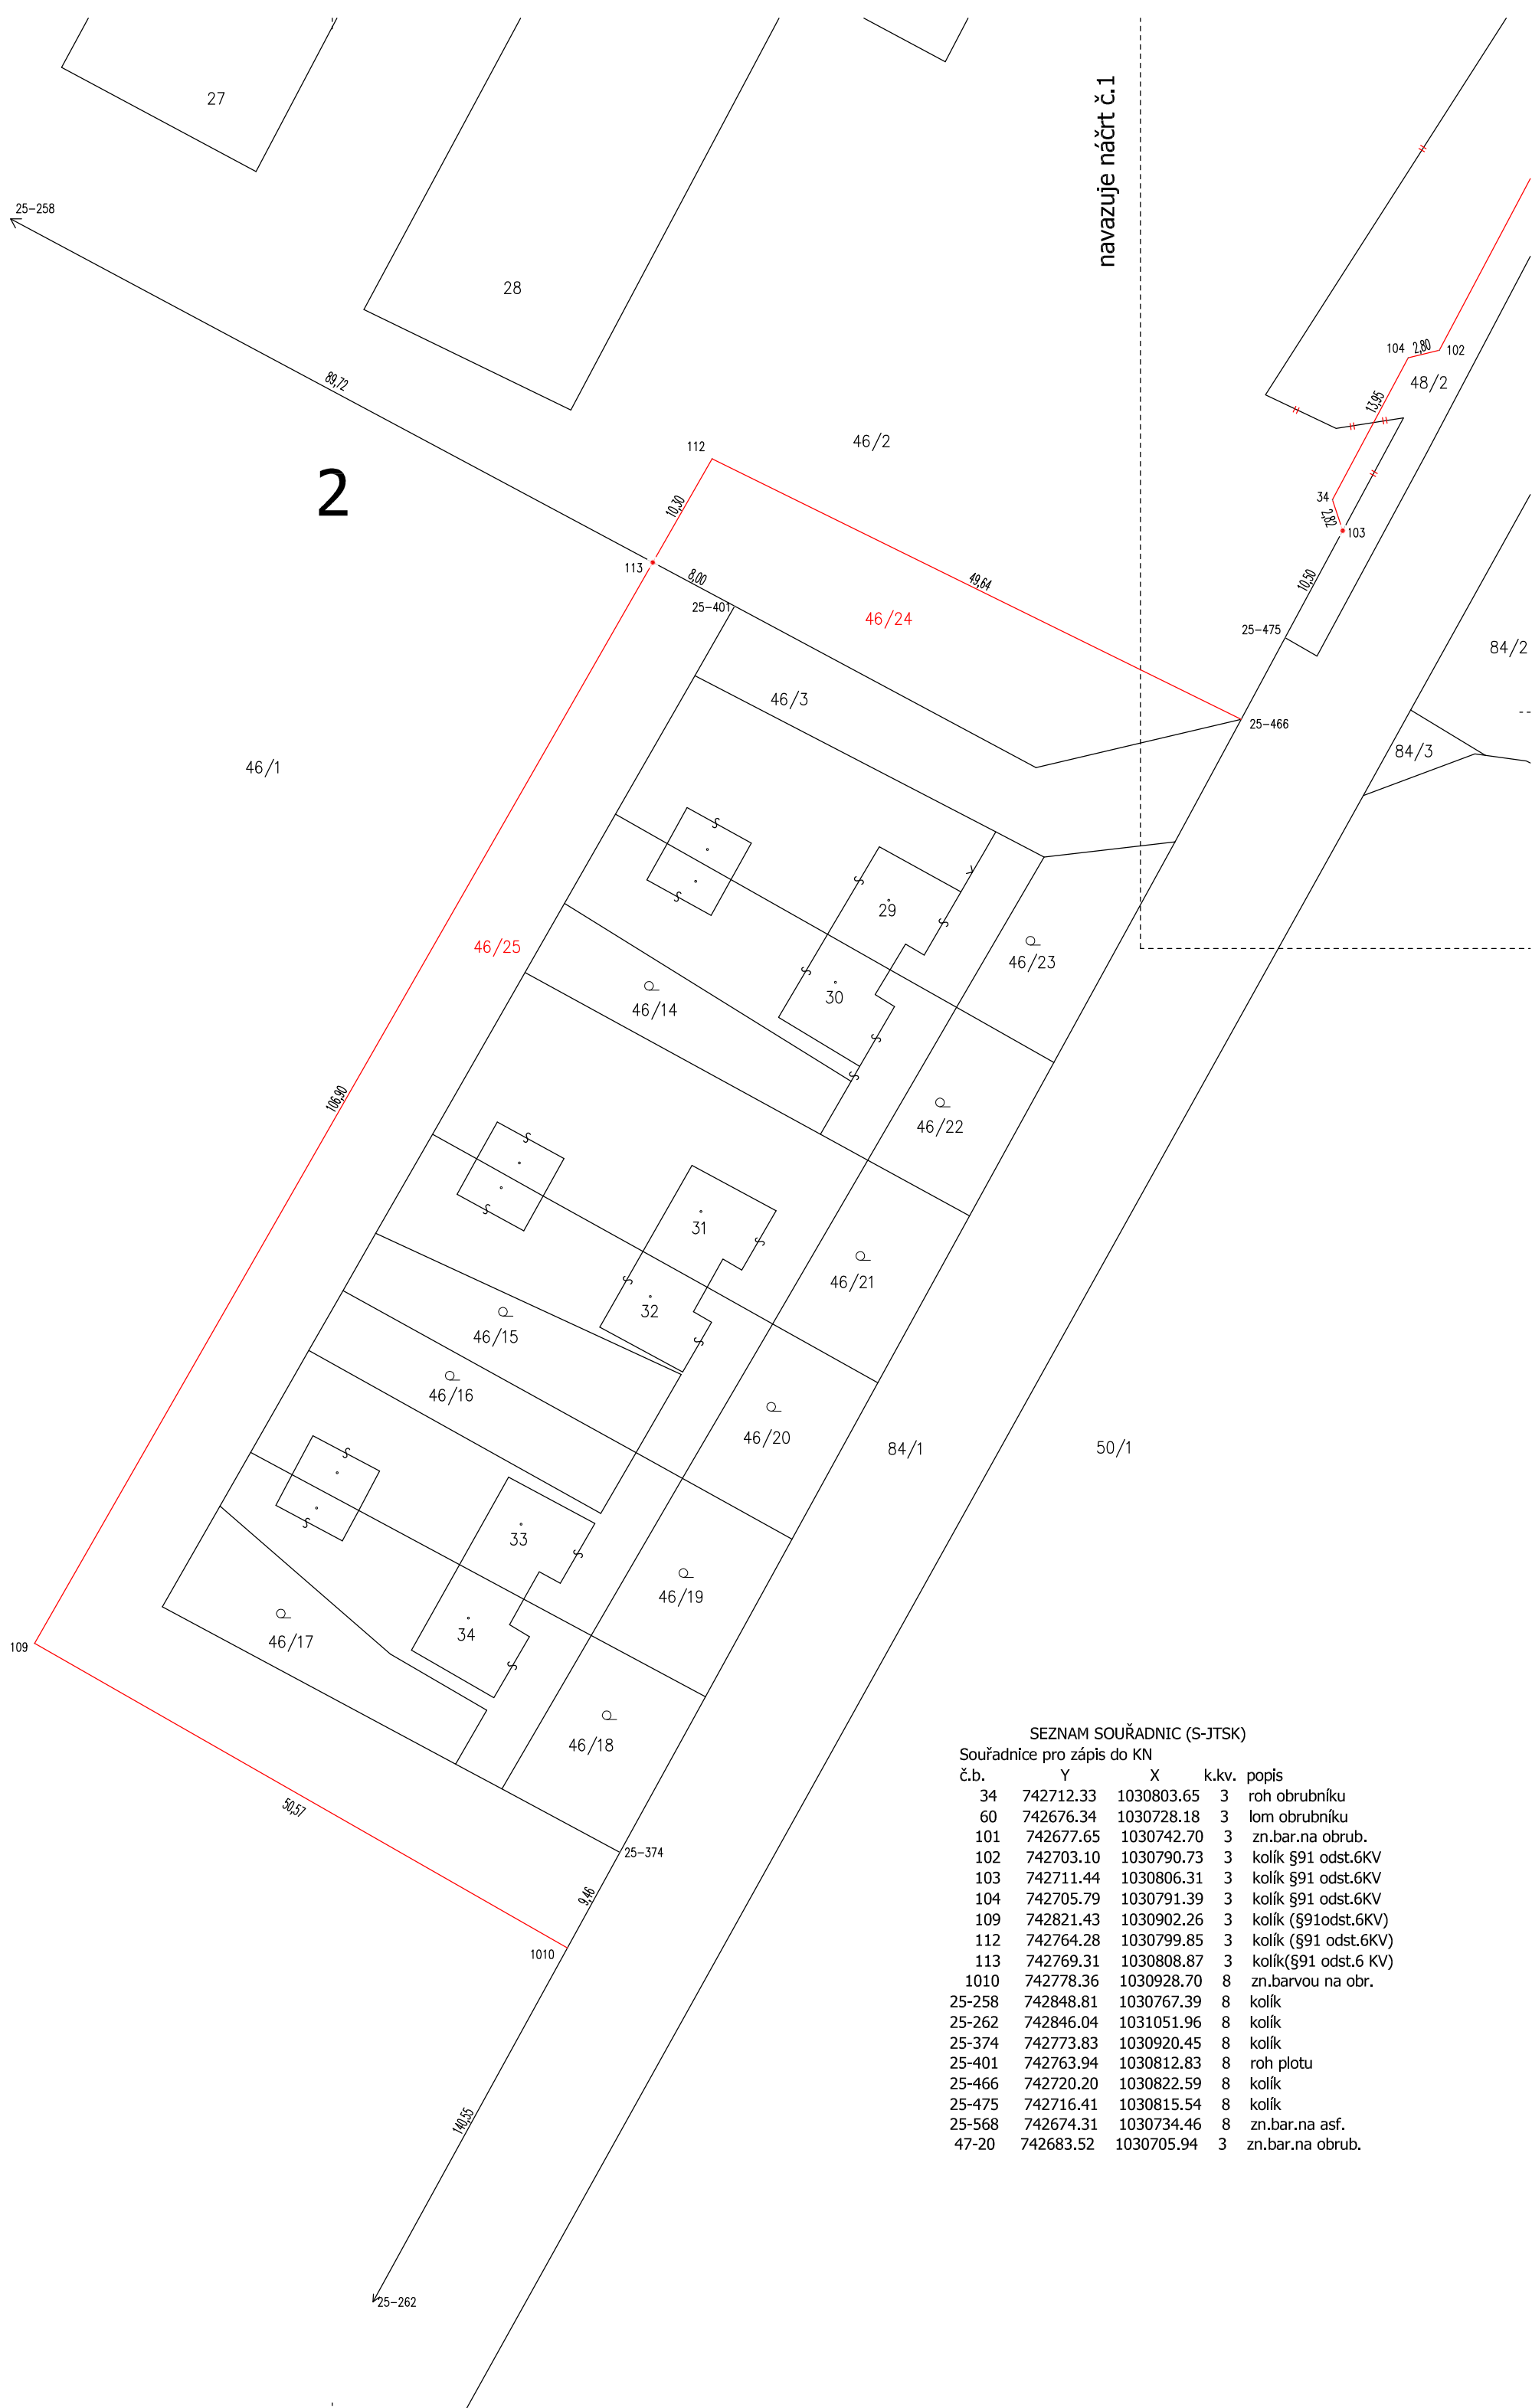 27
25-258
28
navazuje náčrt č.1
104
2,80
102
48/2
13,95
89,72
112
46/2
2
10,30
34
2,82
103
113
8,00
49,64
10,50
25-401
46/24
25-475
84/2
46/3
25-466
46/1
84/3
29
46/25
46/23
30
46/14
106,90
46/22
31
46/21
32
46/15
46/16
46/20
84/1
50/1
33
46/19
34
46/17
109
46/18
50,57
25-374
9,46
1010
140,55
25-262
SEZNAM SOUŘADNIC (S-JTSK)
Souřadnice pro zápis do KN
č.b. Y X k.kv. popis
34 742712.33 1030803.65 3 roh obrubníku
60 742676.34 1030728.18 3 lom obrubníku
101 742677.65 1030742.70 3 zn.bar.na obrub.
102 742703.10 1030790.73 3 kolík §91 odst.6KV
103 742711.44 1030806.31 3 kolík §91 odst.6KV
104 742705.79 1030791.39 3 kolík §91 odst.6KV
109 742821.43 1030902.26 3 kolík (§91odst.6KV)
112 742764.28 1030799.85 3 kolík (§91 odst.6KV)
113 742769.31 1030808.87 3 kolík(§91 odst.6 KV)
1010 742778.36 1030928.70 8 zn.barvou na obr.
25-258 742848.81 1030767.39 8 kolík
25-262 742846.04 1031051.96 8 kolík
25-374 742773.83 1030920.45 8 kolík
25-401 742763.94 1030812.83 8 roh plotu
25-466 742720.20 1030822.59 8 kolík
25-475 742716.41 1030815.54 8 kolík
25-568 742674.31 1030734.46 8 zn.bar.na asf.
47-20 742683.52 1030705.94 3 zn.bar.na obrub.